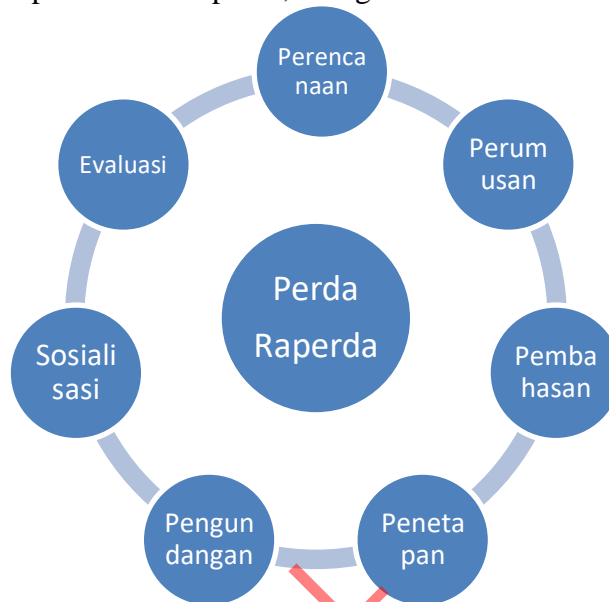 Perenca
naan
Perum
usan
Pemba
hasan
Peneta
pan
Pengun
dangan
Sosiali
sasi
Evaluasi
Perda
Raperda